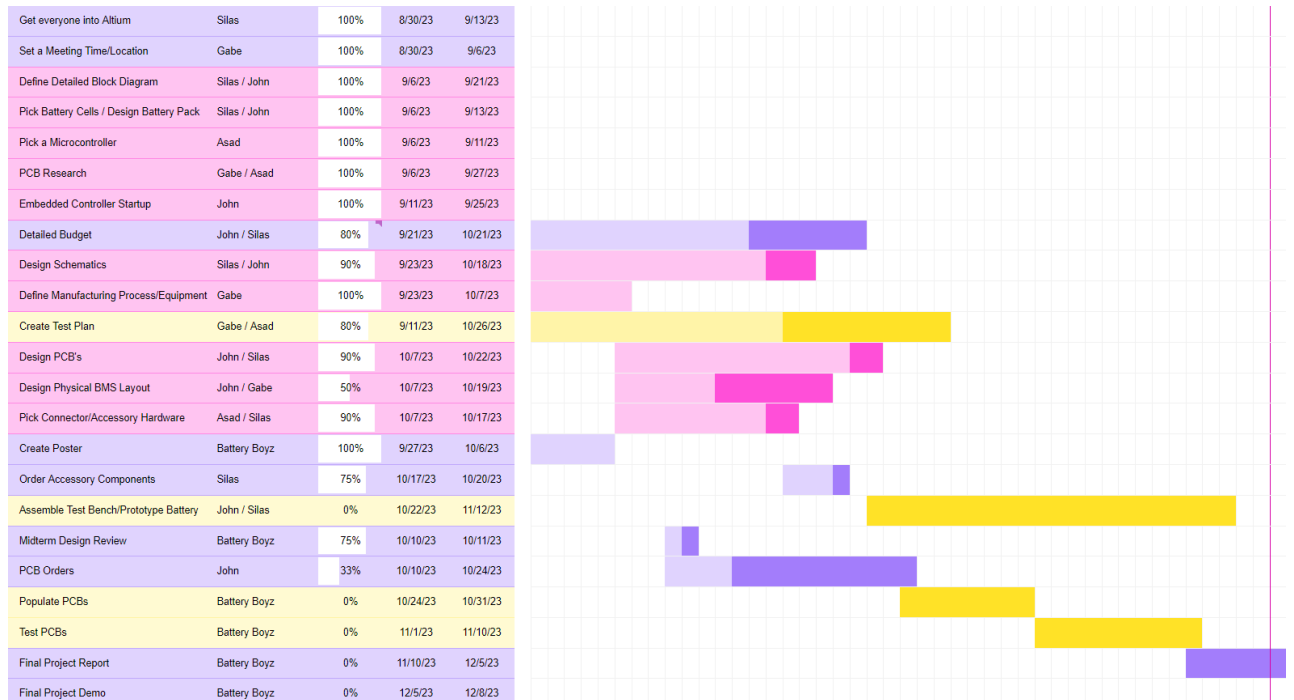 Get everyone into Altium Silas 100% 8/30/23 9/13/23
Set a Meeting Time/Location Gabe 100% 8/30/23 9/6/23
Define Detailed Block Diagram Silas / John 100% 9/6/23 9/21/23
Pick Battery Cells / Design Battery Pack Silas / John 100% 9/6/23 9/13/23
Pick a Microcontroller Asad 100% 9/6/23 9/11/23
PCB Research Gabe / Asad 100% 9/6/23 9/27/23
Embedded Controller Startup John 100% 9/11/23 9/25/23
Detailed Budget John / Silas 80% 9/21/23 10/21/23
Design Schematics Silas / John 90% 9/23/23 10/18/23
Define Manufacturing Process/Equipment Gabe 100% 9/23/23 10/7/23
Create Test Plan Gabe / Asad 80% 9/11/23 10/26/23
Design PCB's John / Silas 90% 10/7/23 10/22/23
Design Physical BMS Layout John / Gabe 50% 10/7/23 10/19/23
Pick Connector/Accessory Hardware Asad / Silas 90% 10/7/23 10/17/23
Create Poster Battery Boyz 100% 9/27/23 10/6/23
Order Accessory Components Silas 75% 10/17/23 10/20/23
Assemble Test Bench/Prototype Battery John / Silas 0% 10/22/23 11/12/23
Midterm Design Review Battery Boyz 75% 10/10/23 10/11/23
PCB Orders John 33% 10/10/23 10/24/23
Populate PCBs Battery Boyz 0% 10/24/23 10/31/23
Test PCBs Battery Boyz 0% 11/1/23 11/10/23
Final Project Report Battery Boyz 0% 11/10/23 12/5/23
Final Project Demo Battery Boyz 0% 12/5/23 12/8/23